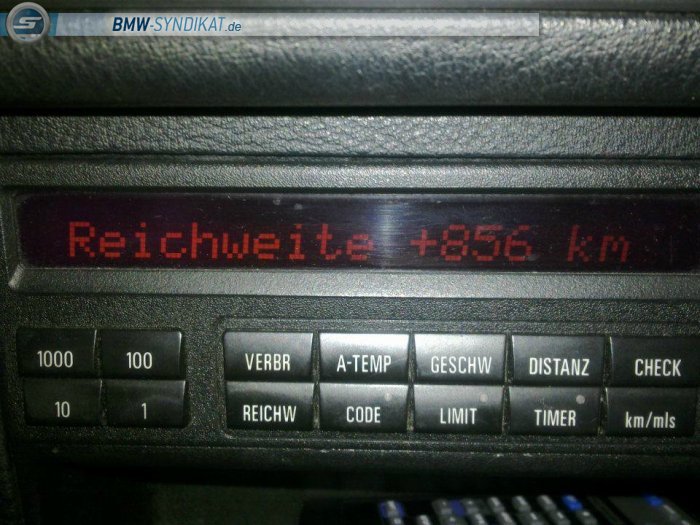 BMW-SYNDIKAT.de
Reichweite +856 km
1000 100 VERBR A-TEMP GESCHW DISTANZ CHECK
10 1 REICHW CODE LIMIT TIMER km/mls